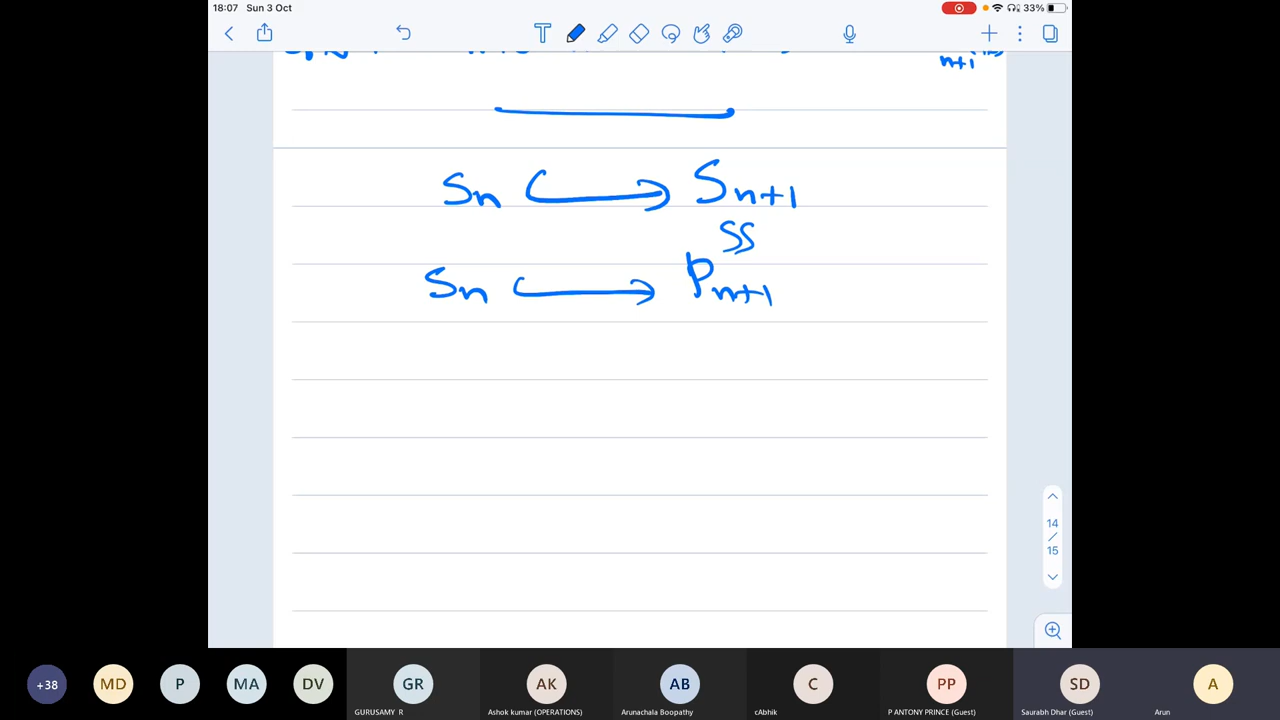 18:07 Sun 3 Oct 33%
T
n+1
Sn ↪ Sn+1
SS
Sn ↪ Pn+1
14
/
15
+38 MD P MA DV GR AK AB C PP SD A
GURUSAMY R Ashok kumar (OPERATIONS) Arunachala Boopathy cAbhik P ANTONY PRINCE (Guest) Saurabh Dhar (Guest) Arun